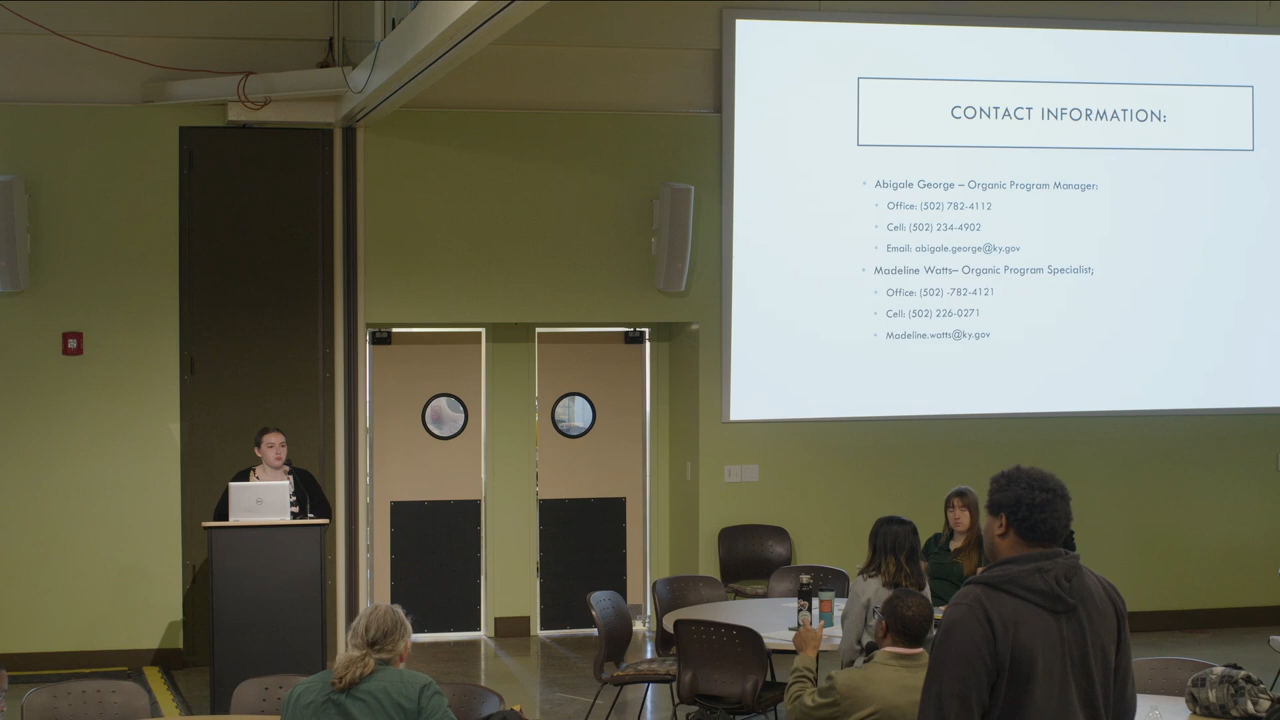 CONTACT INFORMATION:
Abigale George – Organic Program Manager:
Office: (502) 782-4112
Cell: (502) 234-4902
Email: abigale.george@ky.gov
Madeline Watts– Organic Program Specialist;
Office: (502) -782-4121
Cell: (502) 226-0271
Madeline.watts@ky.gov